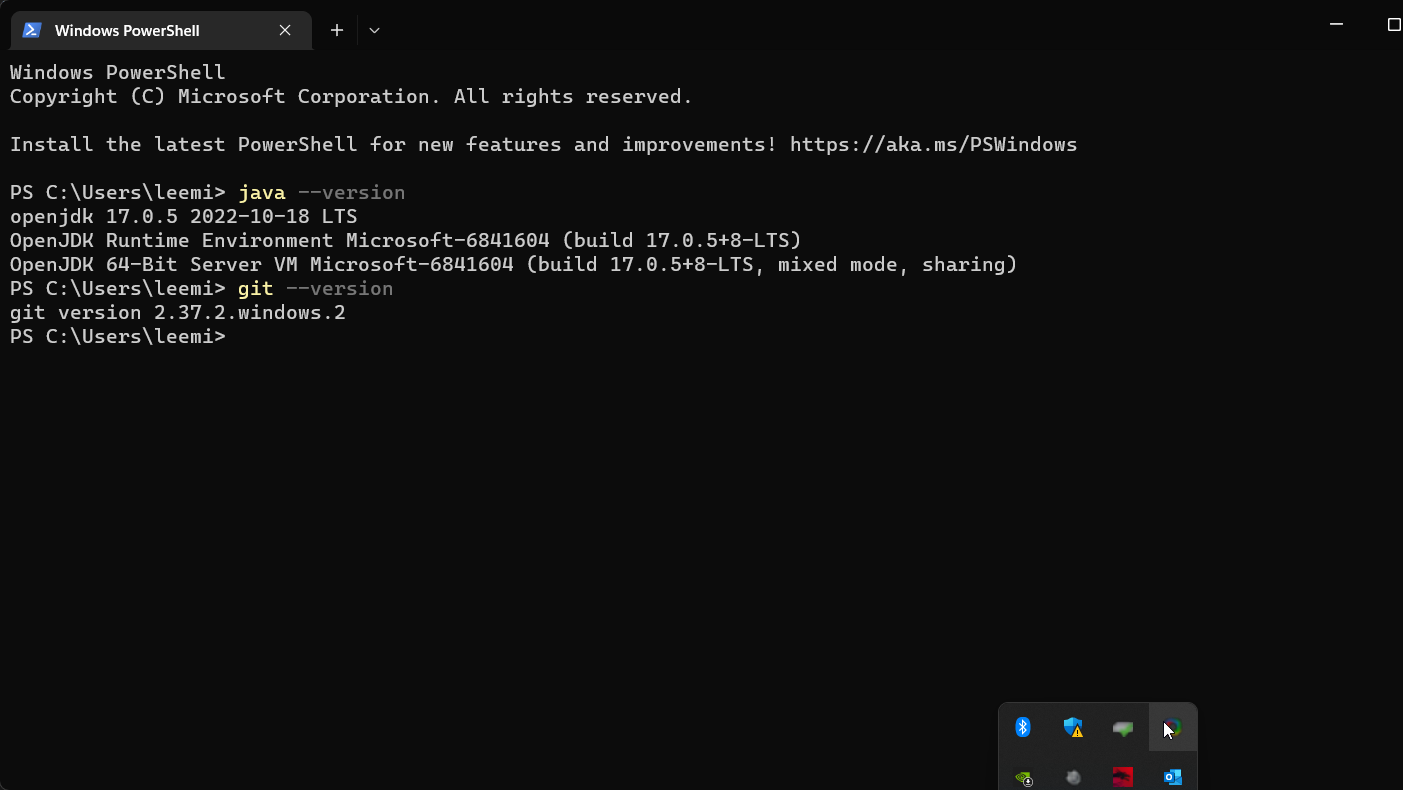 Windows PowerShell
Windows PowerShell
Copyright (C) Microsoft Corporation. All rights reserved.
Install the latest PowerShell for new features and improvements! https://aka.ms/PSWindows
PS C:\Users\leemi> java --version
openjdk 17.0.5 2022-10-18 LTS
OpenJDK Runtime Environment Microsoft-6841604 (build 17.0.5+8-LTS)
OpenJDK 64-Bit Server VM Microsoft-6841604 (build 17.0.5+8-LTS, mixed mode, sharing)
PS C:\Users\leemi> git --version
git version 2.37.2.windows.2
PS C:\Users\leemi>